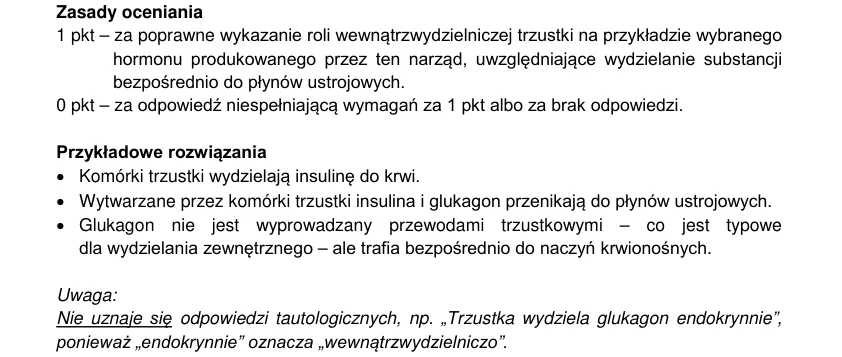 Zasady oceniania
1 pkt – za poprawne wykazanie roli wewnątrzwydzielniczej trzustki na przykładzie wybranego
hormonu produkowanego przez ten narząd, uwzględniające wydzielanie substancji
bezpośrednio do płynów ustrojowych.
0 pkt – za odpowiedź niespełniającą wymagań za 1 pkt albo za brak odpowiedzi.
Przykładowe rozwiązania
• Komórki trzustki wydzielają insulinę do krwi.
• Wytwarzane przez komórki trzustki insulina i glukagon przenikają do płynów ustrojowych.
• Glukagon nie jest wyprowadzany przewodami trzustkowymi – co jest typowe
dla wydzielania zewnętrznego – ale trafia bezpośrednio do naczyń krwionośnych.
Uwaga:
Nie uznaje się odpowiedzi tautologicznych, np. „Trzustka wydziela glukagon endokrynnie”,
ponieważ „endokrynnie” oznacza „wewnątrzwydzielniczo”.